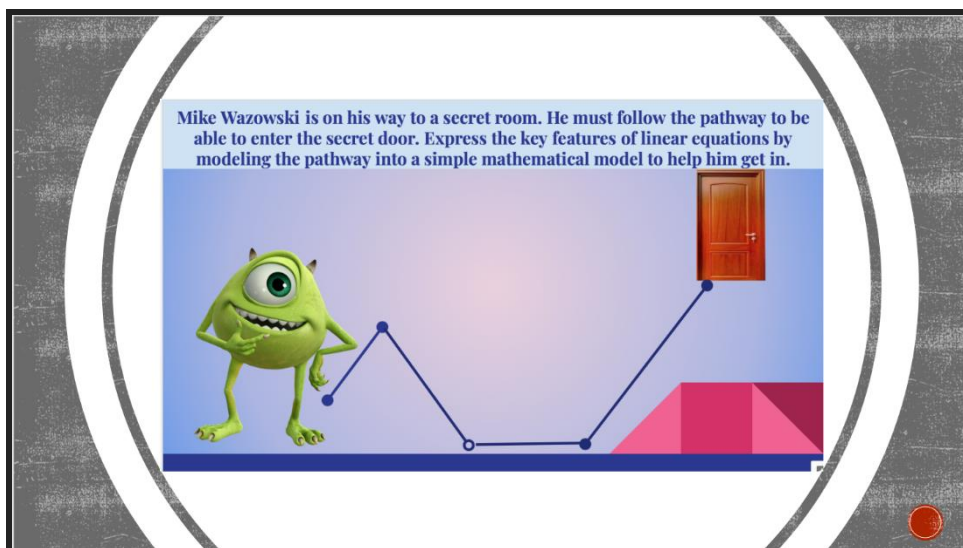 Mike Wazowski is on his way to a secret room. He must follow the pathway to be
able to enter the secret door. Express the key features of linear equations by
modeling the pathway into a simple mathematical model to help him get in.